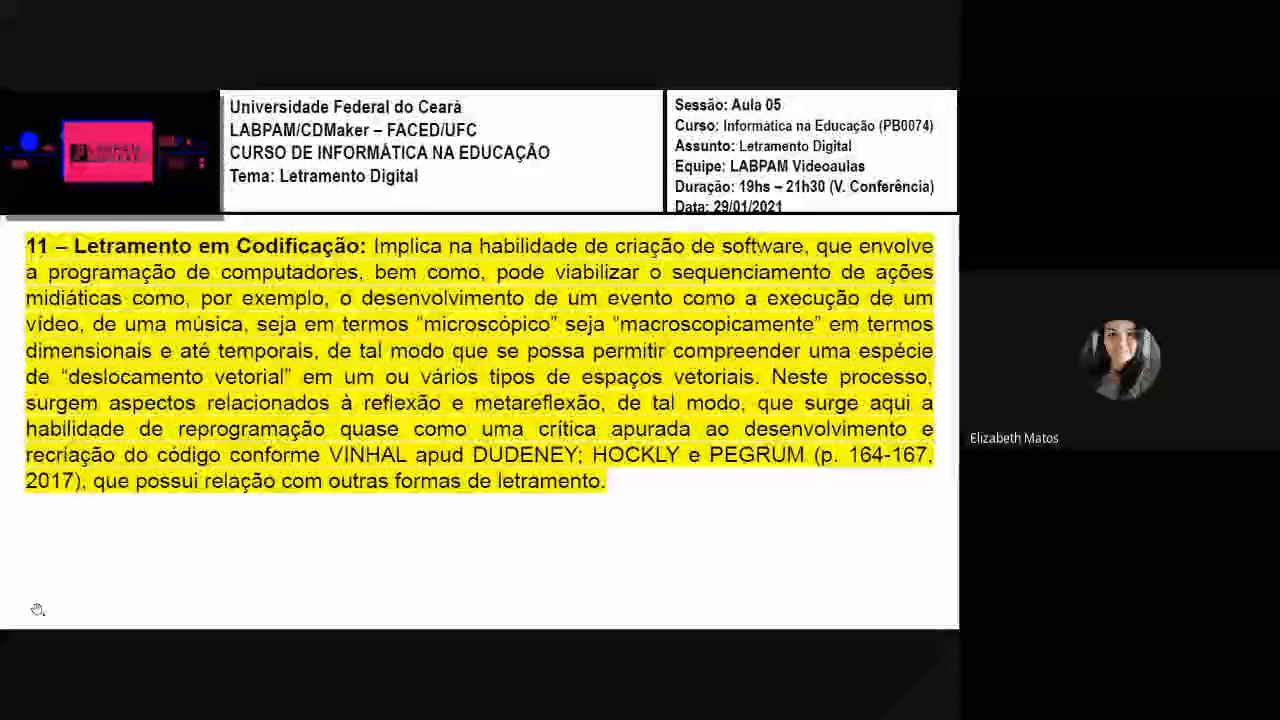 Universidade Federal do Ceará
LABPAM/CDMaker – FACED/UFC
CURSO DE INFORMÁTICA NA EDUCAÇÃO
Tema: Letramento Digital
Sessão: Aula 05
Curso: Informática na Educação (PB0074)
Assunto: Letramento Digital
Equipe: LABPAM Videoaulas
Duração: 19hs – 21h30 (V. Conferência)
Data: 29/01/2021
11 – Letramento em Codificação: Implica na habilidade de criação de software, que envolve
a programação de computadores, bem como, pode viabilizar o sequenciamento de ações
midiáticas como, por exemplo, o desenvolvimento de um evento como a execução de um
vídeo, de uma música, seja em termos “microscópico” seja “macroscopicamente” em termos
dimensionais e até temporais, de tal modo que se possa permitir compreender uma espécie
de “deslocamento vetorial” em um ou vários tipos de espaços vetoriais. Neste processo,
surgem aspectos relacionados à reflexão e metareflexão, de tal modo, que surge aqui a
habilidade de reprogramação quase como uma crítica apurada ao desenvolvimento e
recriação do código conforme VINHAL apud DUDENEY; HOCKLY e PEGRUM (p. 164-167,
2017), que possui relação com outras formas de letramento.
Elizabeth Matos